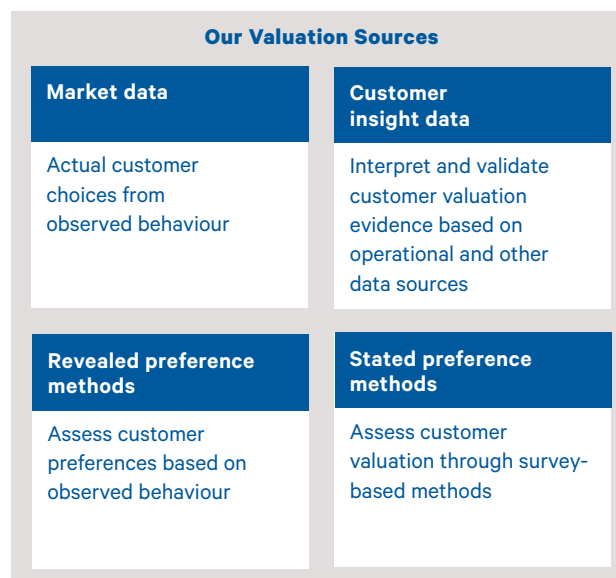 Our Valuation Sources
Market data
Actual customer
choices from
observed behaviour
Customer
insight data
Interpret and validate
customer valuation
evidence based on
operational and other
data sources
Revealed preference
methods
Assess customer
preferences based on
observed behaviour
Stated preference
methods
Assess customer
valuation through survey-
based methods